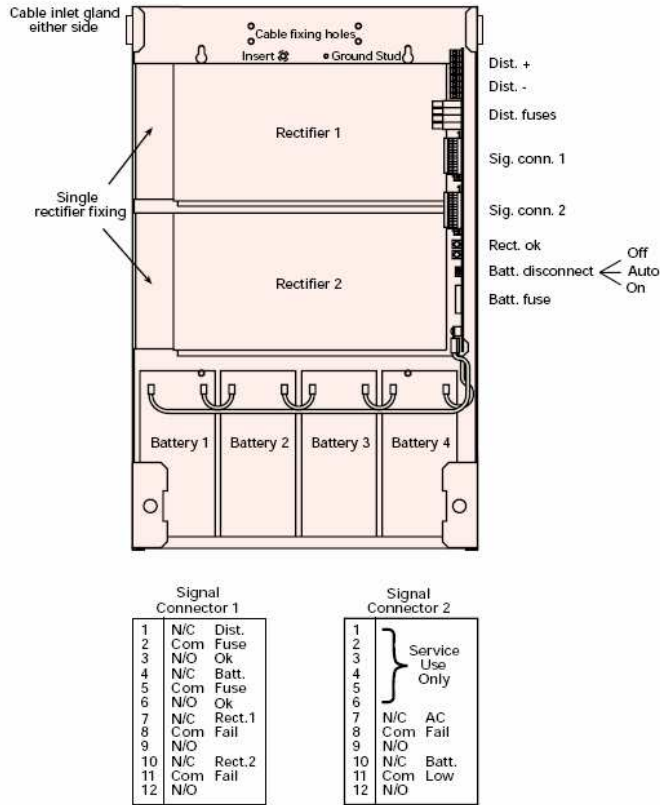 Cable inlet gland
either side
Cable fixing holes
Insert
Ground Stud
Dist. +
Dist. -
Dist. fuses
Rectifier 1
Sig. conn. 1
Single
rectifier fixing
Sig. conn. 2
Rect. ok
Off
Batt. disconnect
Auto
On
Rectifier 2
Batt. fuse
Battery 1
Battery 2
Battery 3
Battery 4
Signal
Connector 1
1 N/C Dist.
2 Com Fuse
3 N/O Ok
4 N/C Batt.
5 Com Fuse
6 N/O Ok
7 N/C Rect.1
8 Com Fail
9 N/O
10 N/C Rect.2
11 Com Fail
12 N/O
Signal
Connector 2
1
2
3
4
5
6
Service
Use
Only
7 N/C AC
8 Com Fail
9 N/O
10 N/C Batt.
11 Com Low
12 N/O